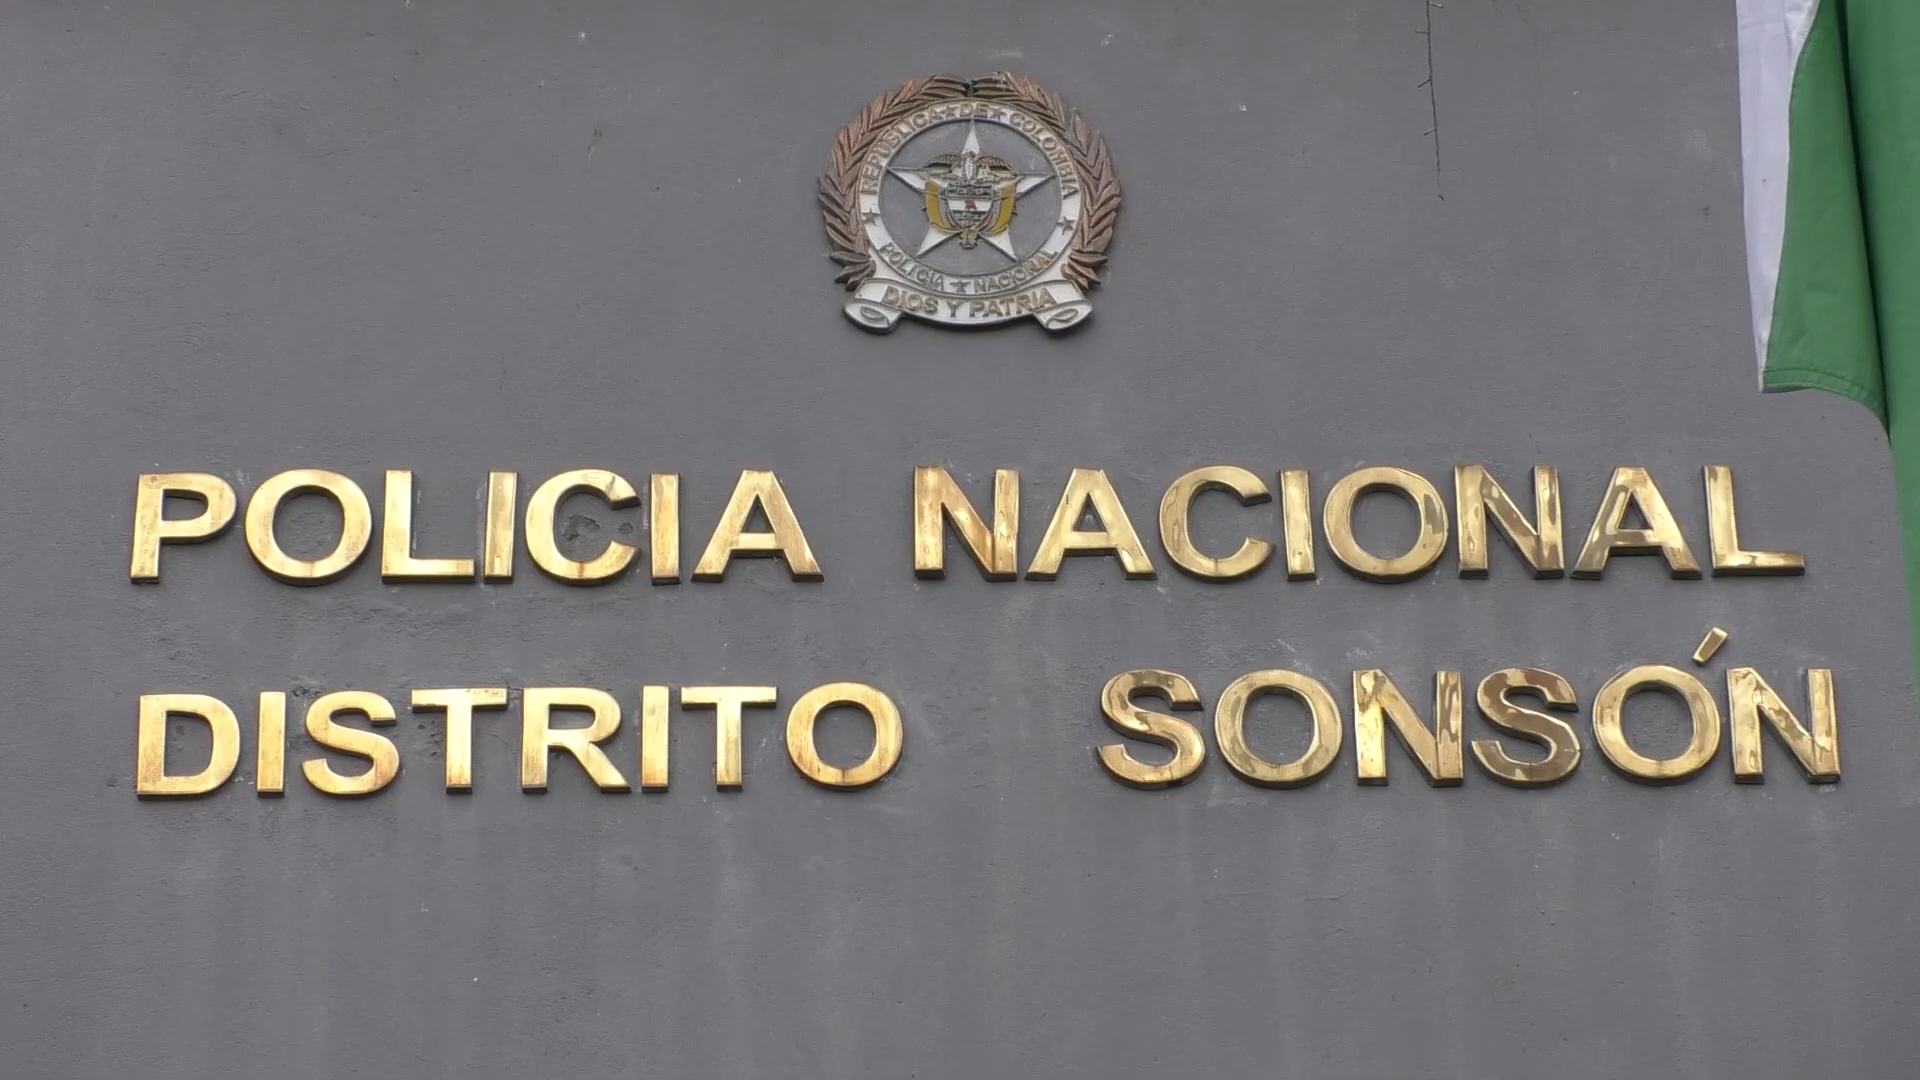 REPUBLICA ★ DE ★ COLOMBIA
POLICIA ★ NACIONAL
DIOS Y PATRIA
POLICIA NACIONAL
DISTRITO SONSÓN